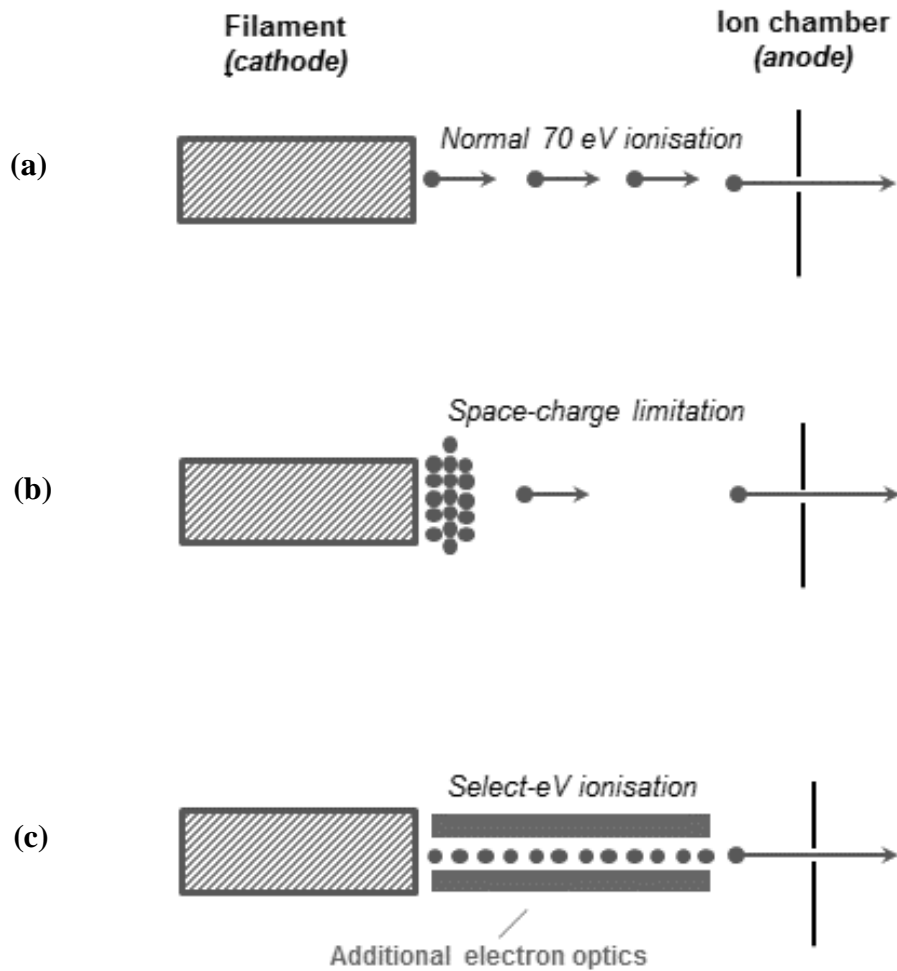 Filament
(cathode)
Ion chamber
(anode)
(a)
Normal 70 eV ionisation
(b)
Space-charge limitation
(c)
Select-eV ionisation
Additional electron optics